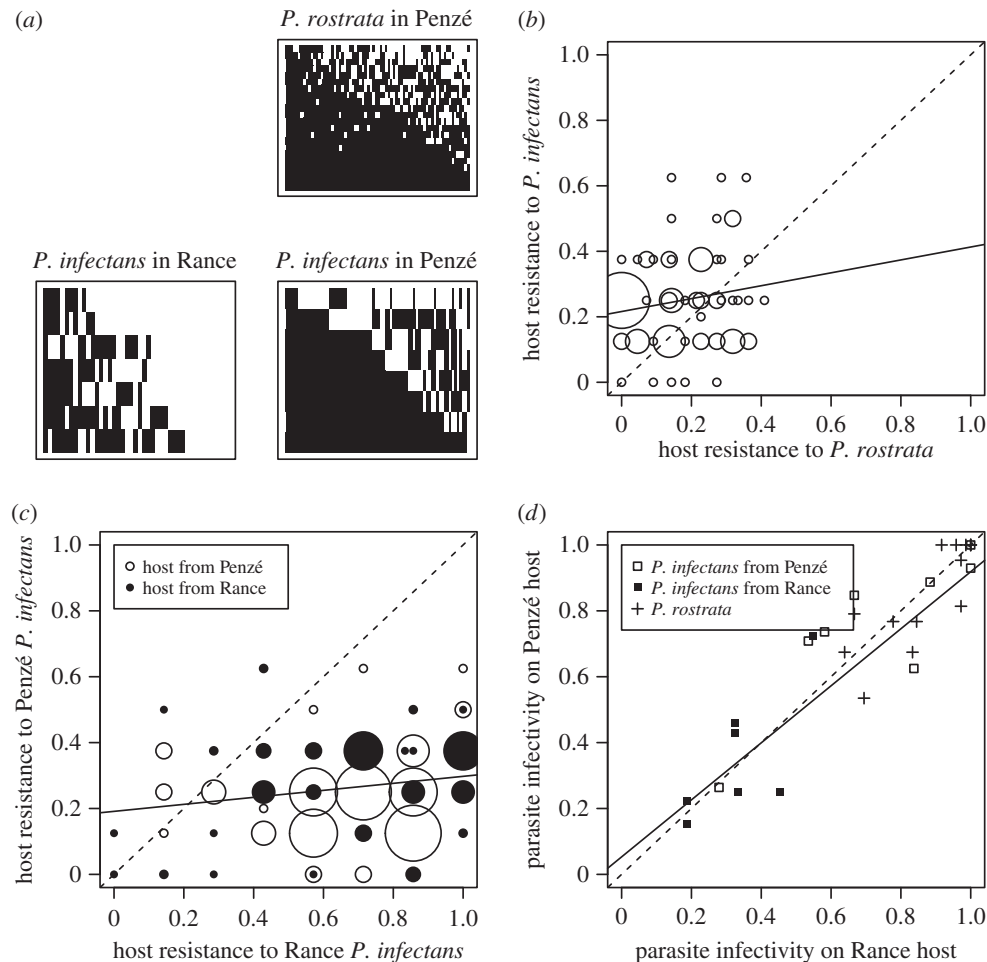 (a)
P. rostrata in Penzé
P. infectans in Rance
P. infectans in Penzé
(b)
host resistance to P. infectans
1.0
0.8
0.6
0.4
0.2
0
0 0.2 0.4 0.6 0.8 1.0
host resistance to P. rostrata
(c)
host resistance to Penzé P. infectans
1.0
0.8
0.6
0.4
0.2
0
host from Penzé
host from Rance
0 0.2 0.4 0.6 0.8 1.0
host resistance to Rance P. infectans
(d)
parasite infectivity on Penzé host
1.0
0.8
0.6
0.4
0.2
0
P. infectans from Penzé
P. infectans from Rance
P. rostrata
0 0.2 0.4 0.6 0.8 1.0
parasite infectivity on Rance host